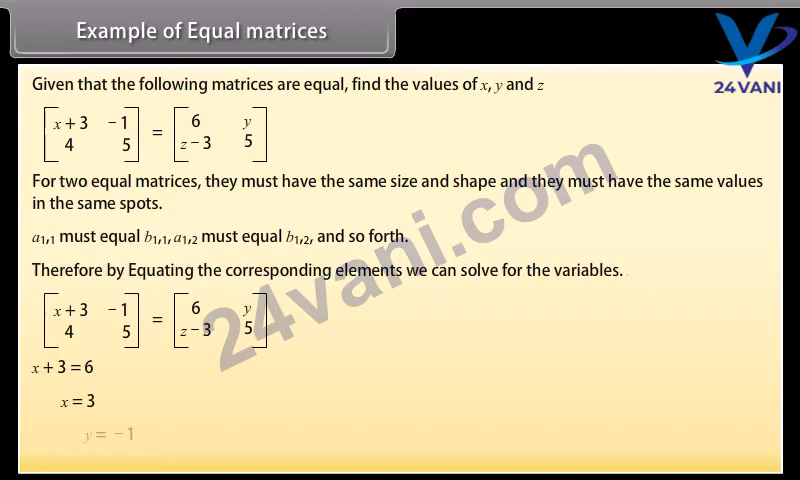 Example of Equal matrices
24VANI
Given that the following matrices are equal, find the values of x, y and z
x + 3 − 1 = 6 y
4 5 z − 3 5
For two equal matrices, they must have the same size and shape and they must have the same values
in the same spots.
a₁,₁ must equal b₁,₁, a₁,₂ must equal b₁,₂, and so forth.
Therefore by Equating the corresponding elements we can solve for the variables.
x + 3 − 1 = 6 y
4 5 z − 3 5
x + 3 = 6
x = 3
y = − 1
24vani.com